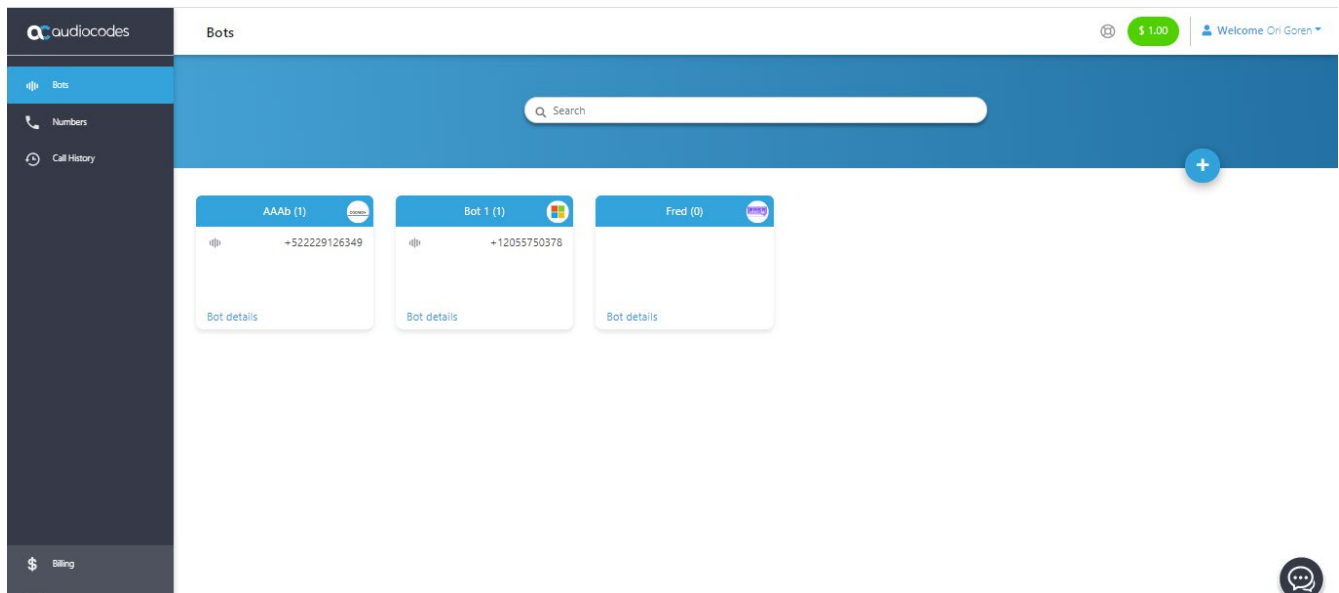 audiocodes
Bots
$ 1.00
Welcome Ori Goren
Bots
Numbers
Call History
Search
+
AAAb (1)
Bot 1 (1)
Fred (0)
+522229126349
+12055750378
Bot details
Bot details
Bot details
$ Billing